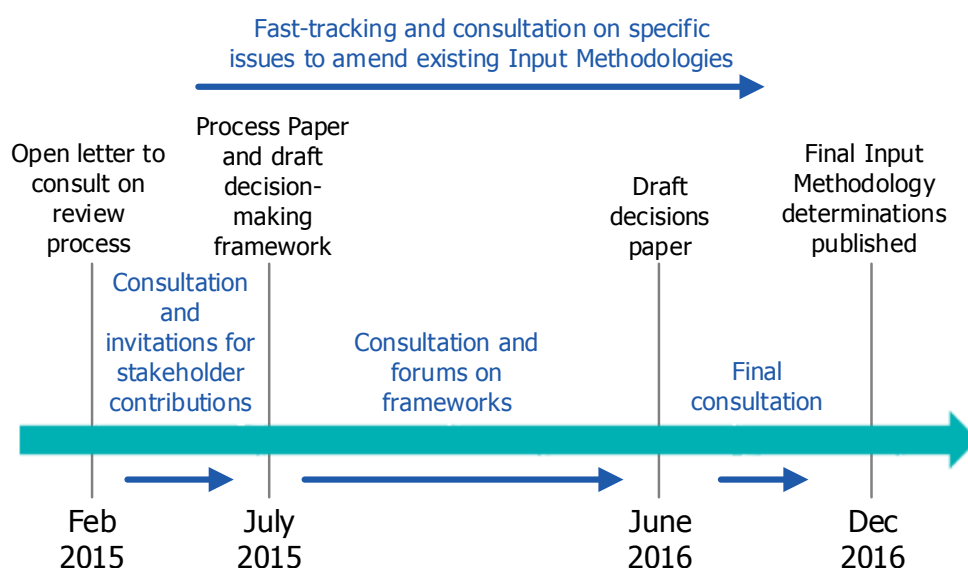 Fast-tracking and consultation on specific
issues to amend existing Input Methodologies
Open letter to
consult on
review
process
Process Paper
and draft
decision-
making
framework
Draft
decisions
paper
Final Input
Methodology
determinations
published
Consultation
and
invitations for
stakeholder
contributions
Consultation and
forums on
frameworks
Final
consultation
Feb
2015
July
2015
June
2016
Dec
2016